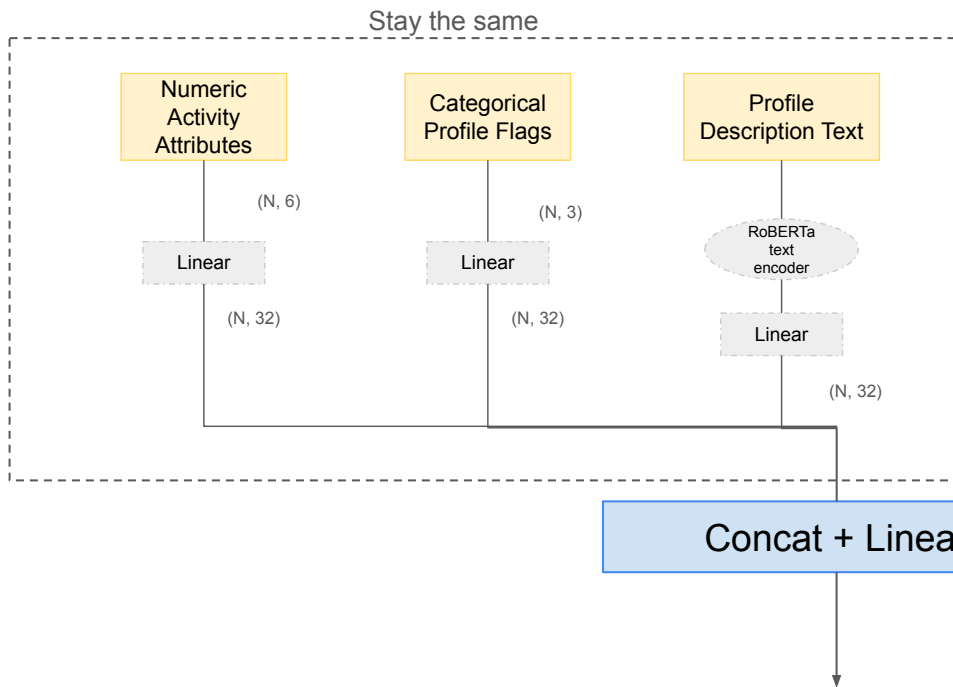 Stay the same
Numeric
Activity
Attributes
Categorical
Profile Flags
Profile
Description Text
(N, 6)
(N, 3)
RoBERTa
text
encoder
Linear
Linear
(N, 32)
(N, 32)
Linear
(N, 32)
Concat + Linea